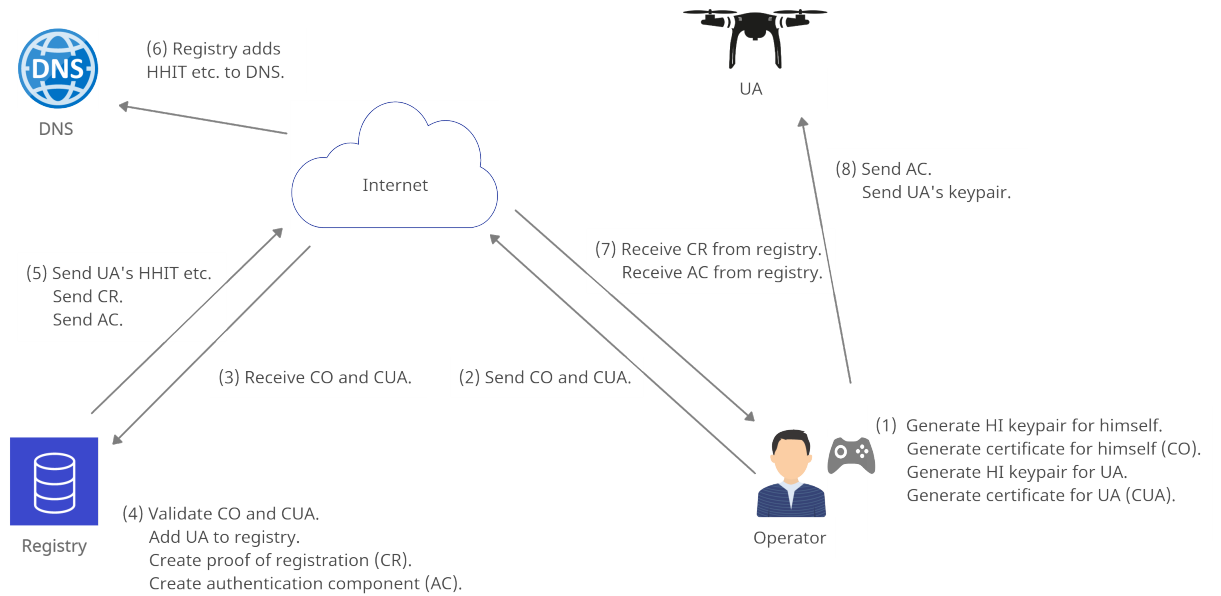 (6) Registry adds
HHIT etc. to DNS.
DNS
DNS
UA
Internet
(8) Send AC.
Send UA's keypair.
(7) Receive CR from registry.
Receive AC from registry.
(5) Send UA's HHIT etc.
Send CR.
Send AC.
(3) Receive CO and CUA.
(2) Send CO and CUA.
(1) Generate HI keypair for himself.
Generate certificate for himself (CO).
Generate HI keypair for UA.
Generate certificate for UA (CUA).
Operator
Registry
(4) Validate CO and CUA.
Add UA to registry.
Create proof of registration (CR).
Create authentication component (AC).